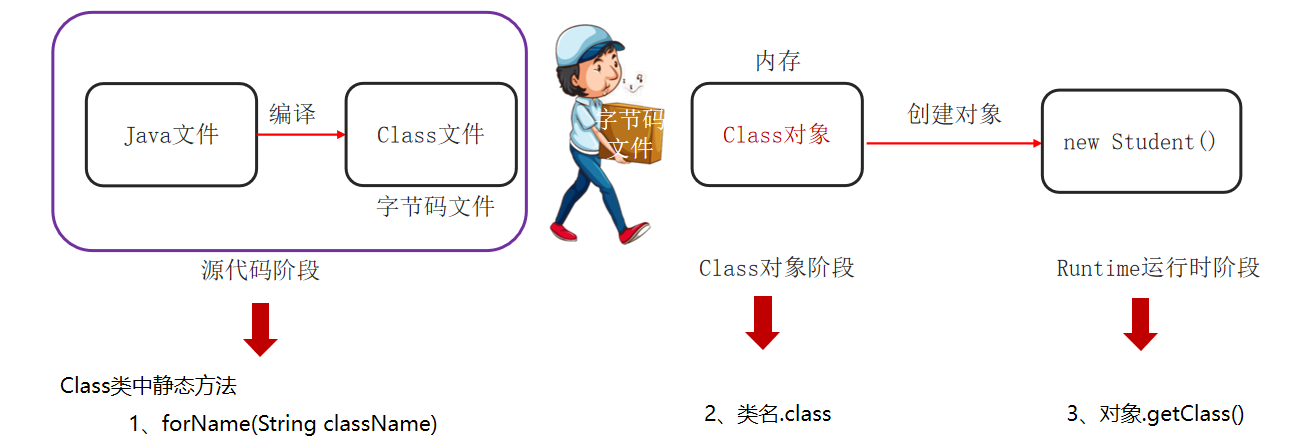 内存
编译
创建对象
Java文件
Class文件
字节码
文件
Class对象
new Student()
字节码文件
源代码阶段
Class对象阶段
Runtime运行时阶段
Class类中静态方法
1、forName(String className)
2、类名.class
3、对象.getClass()